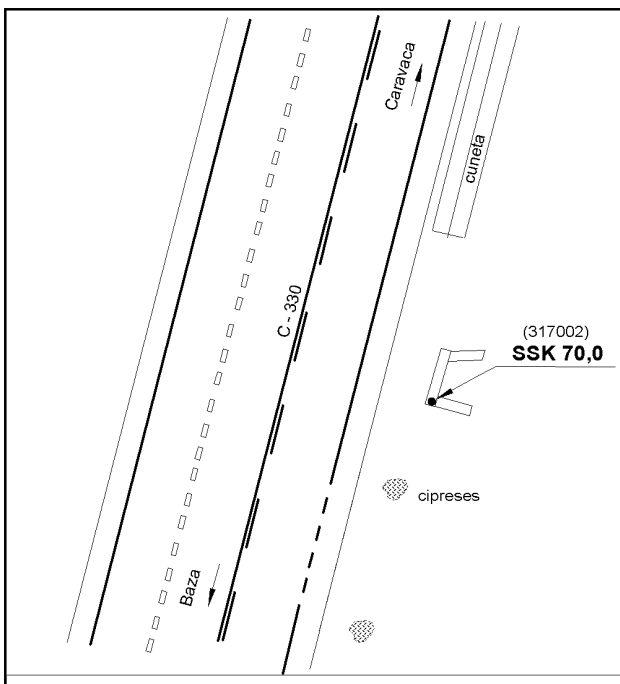 Caravaca
cuneta
C - 330
(317002)
SSK 70,0
cipreses
Baza